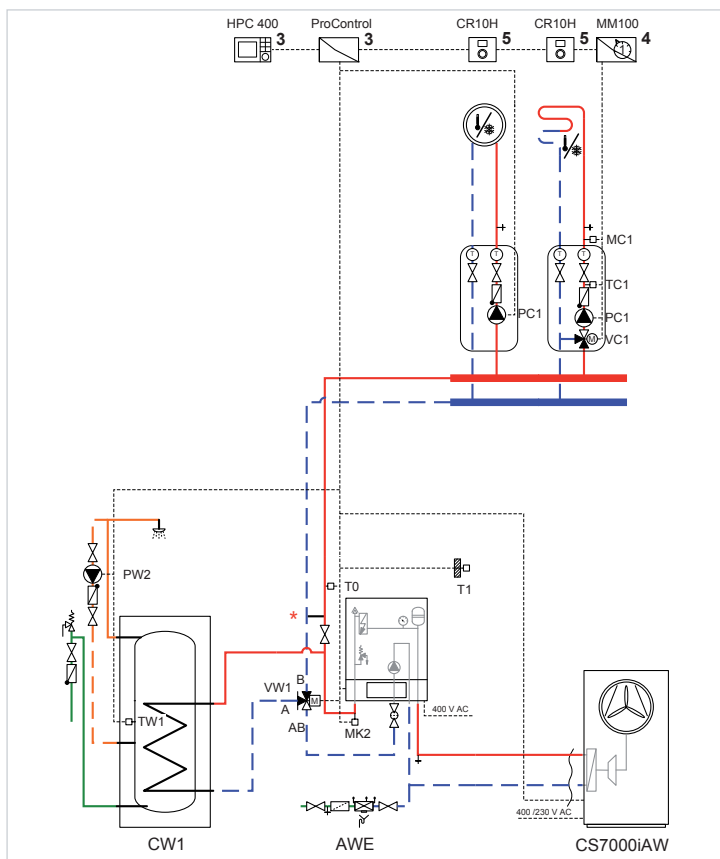 HPC 400 ProControl CR10H CR10H MM100
3 3 5 5 4
T T T T
MC1
TC1
PC1 PC1
M VC1
PW2
T0 T1
*
B
VW1 M
A
TW1 AB MK2
400 V AC
400 /230 V AC
CW1 AWE CS7000iAW